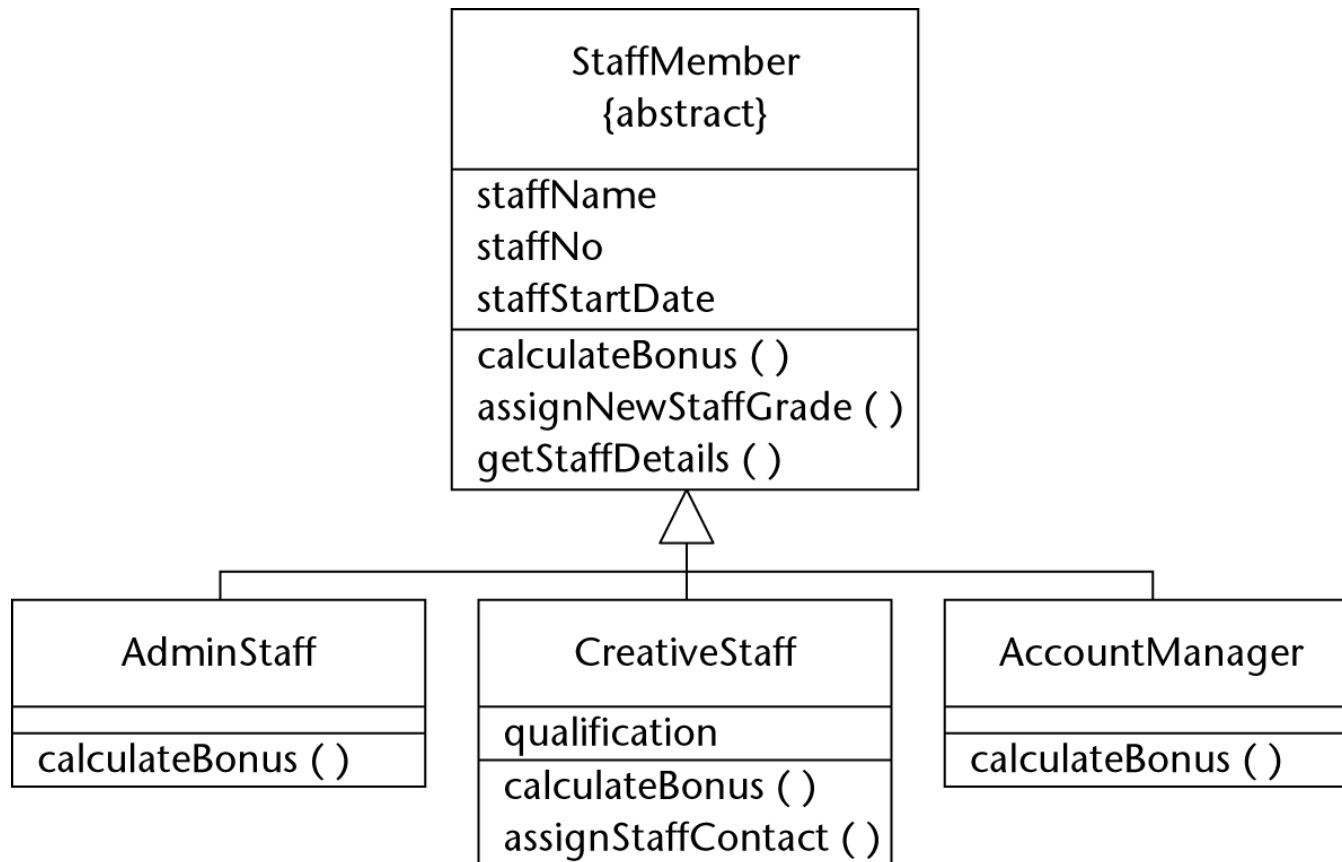 StaffMember
{abstract}
staffName
staffNo
staffStartDate
calculateBonus ( )
assignNewStaffGrade ( )
getStaffDetails ( )
AdminStaff
calculateBonus ( )
CreativeStaff
qualification
calculateBonus ( )
assignStaffContact ( )
AccountManager
calculateBonus ( )